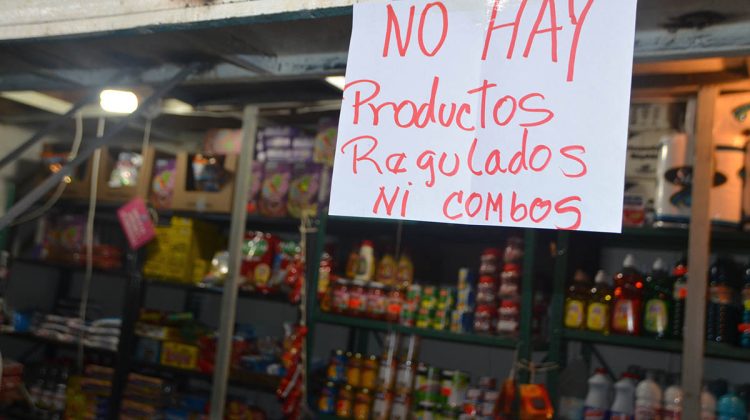 NO HAY
Productos
Regulados
Ni combos